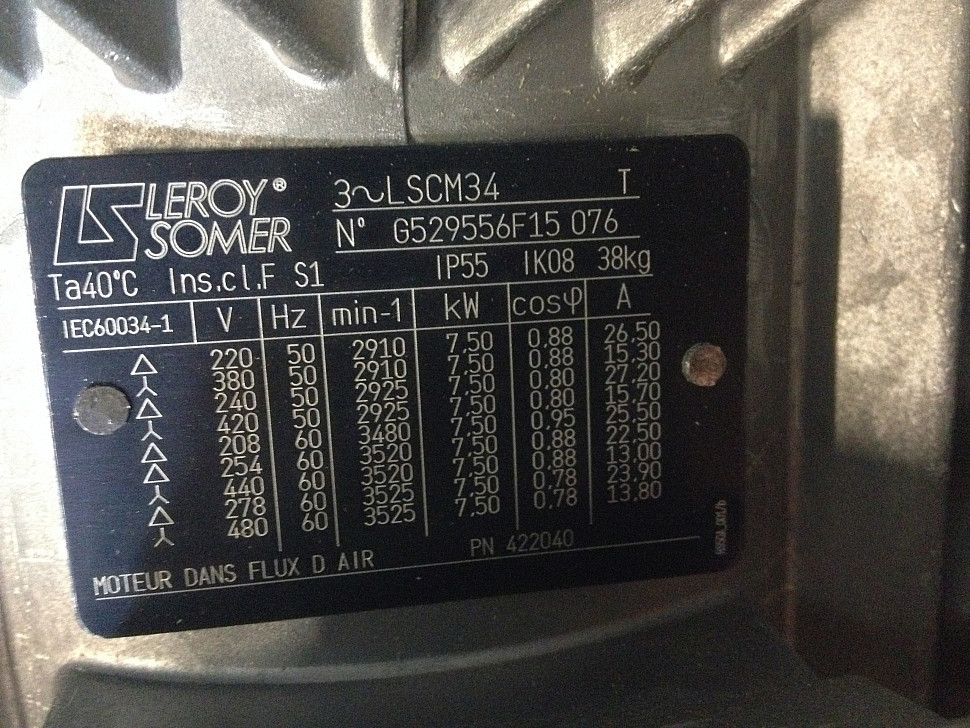 LEROY®
SOMER
3~LSCM34 T
N° G529556F15 076
IP55 IK08 38kg
Ta40°C Ins.cl.F S1
IEC60034-1 V Hz min-1 kW cosφ A
△ 220 50 2910 7,50 0,88 26,50
Y 380 50 2910 7,50 0,88 15,30
△ 240 50 2925 7,50 0,80 27,20
Y 420 50 2925 7,50 0,80 15,70
△ 208 60 3480 7,50 0,95 25,50
△ 254 60 3520 7,50 0,88 22,50
Y 440 60 3520 7,50 0,88 13,00
△ 278 60 3525 7,50 0,78 23,90
Y 480 60 3525 7,50 0,78 13,80
MOTEUR DANS FLUX D AIR PN 422040